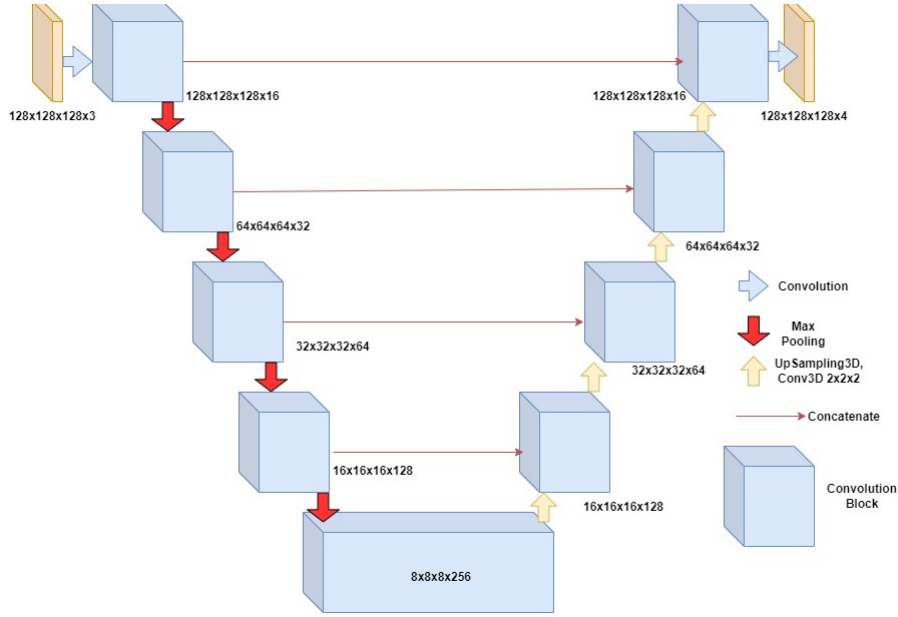 128x128x128x3
128x128x128x16
128x128x128x16
128x128x128x4
64x64x64x32
64x64x64x32
32x32x32x64
32x32x32x64
16x16x16x128
16x16x16x128
8x8x8x256
Convolution
Max
Pooling
UpSampling3D,
Conv3D 2x2x2
Concatenate
Convolution
Block